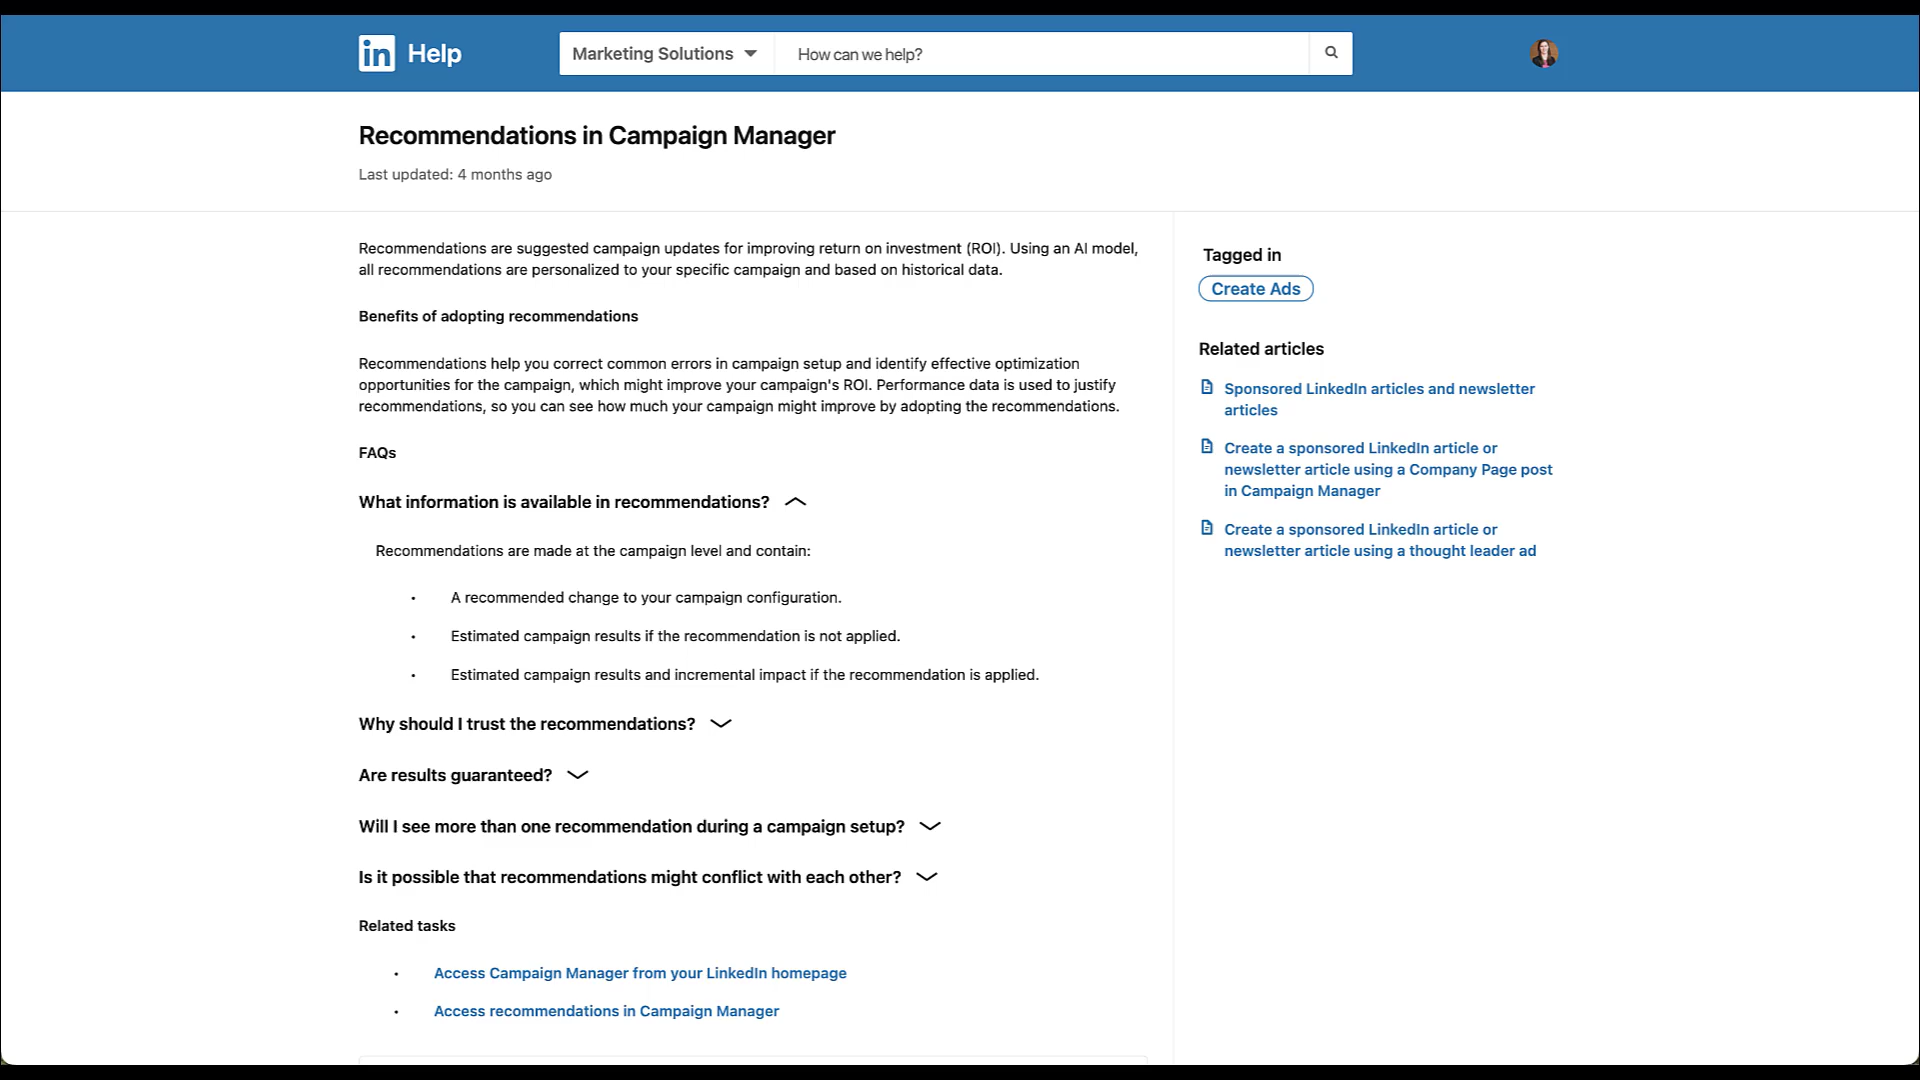 in Help
Marketing Solutions
How can we help?
Recommendations in Campaign Manager
Last updated: 4 months ago
Recommendations are suggested campaign updates for improving return on investment (ROI). Using an AI model,
all recommendations are personalized to your specific campaign and based on historical data.
Benefits of adopting recommendations
Recommendations help you correct common errors in campaign setup and identify effective optimization
opportunities for the campaign, which might improve your campaign's ROI. Performance data is used to justify
recommendations, so you can see how much your campaign might improve by adopting the recommendations.
FAQs
What information is available in recommendations?
Recommendations are made at the campaign level and contain:
• A recommended change to your campaign configuration.
• Estimated campaign results if the recommendation is not applied.
• Estimated campaign results and incremental impact if the recommendation is applied.
Why should I trust the recommendations?
Are results guaranteed?
Will I see more than one recommendation during a campaign setup?
Is it possible that recommendations might conflict with each other?
Related tasks
• Access Campaign Manager from your LinkedIn homepage
• Access recommendations in Campaign Manager
Tagged in
Create Ads
Related articles
Sponsored LinkedIn articles and newsletter
articles
Create a sponsored LinkedIn article or
newsletter article using a Company Page post
in Campaign Manager
Create a sponsored LinkedIn article or
newsletter article using a thought leader ad